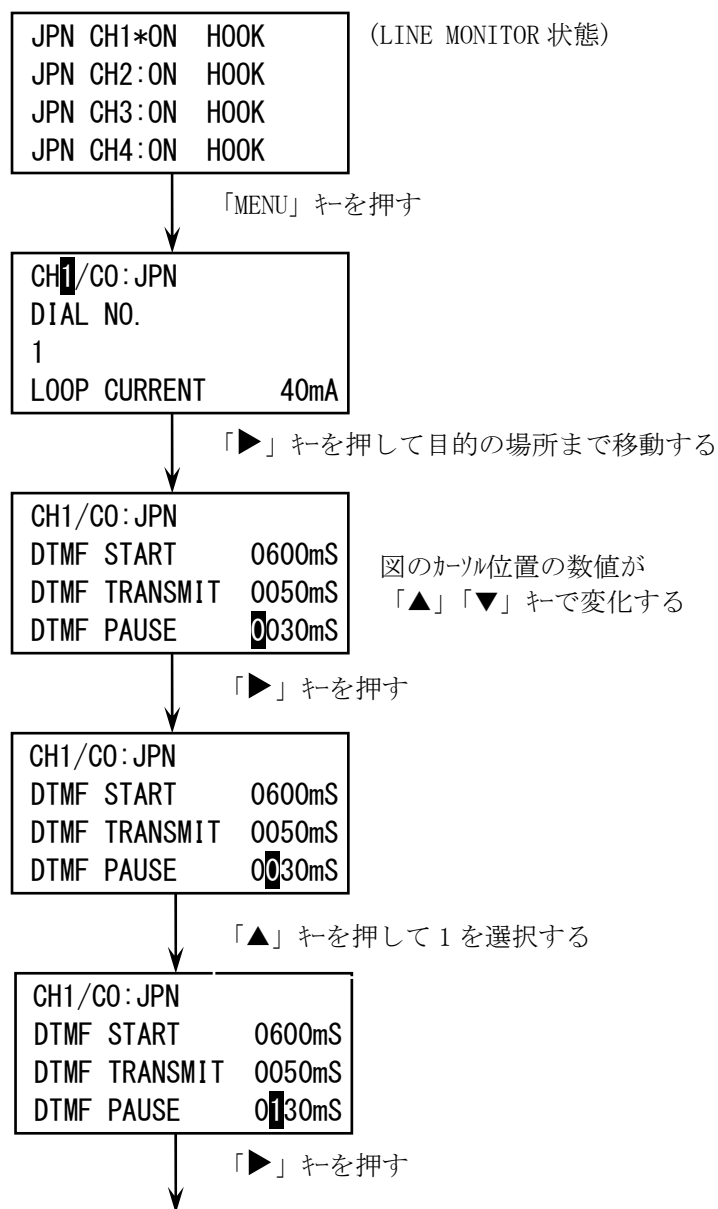 JPN CH1*ON HOOK (LINE MONITOR 状態)
JPN CH2:ON HOOK
JPN CH3:ON HOOK
JPN CH4:ON HOOK
「MENU」ｷｰを押す
CH1/CO:JPN
DIAL NO.
1
LOOP CURRENT 40mA
「▶」ｷｰを押して目的の場所まで移動する
CH1/CO:JPN
DTMF START 0600mS
DTMF TRANSMIT 0050mS
DTMF PAUSE 0030mS
図のｶｰｿﾙ位置の数値が
「▲」「▼」ｷｰで変化する
「▶」ｷｰを押す
CH1/CO:JPN
DTMF START 0600mS
DTMF TRANSMIT 0050mS
DTMF PAUSE 0030mS
「▲」ｷｰを押して1を選択する
CH1/CO:JPN
DTMF START 0600mS
DTMF TRANSMIT 0050mS
DTMF PAUSE 0130mS
「▶」ｷｰを押す